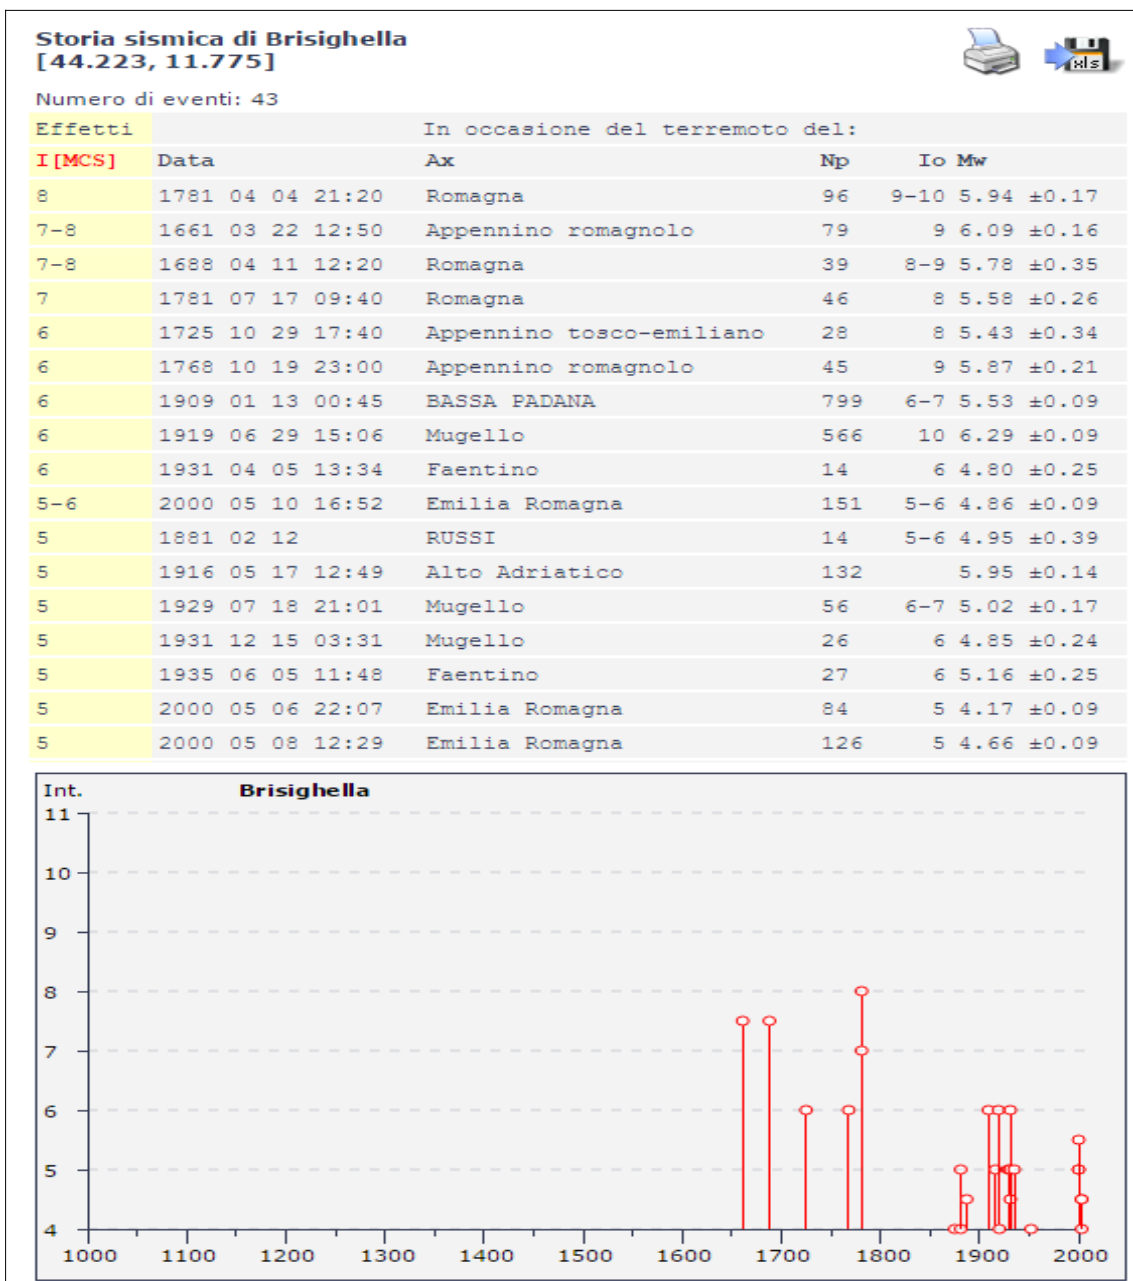 Storia sismica di Brisighella
[44.223, 11.775]
xls
Numero di eventi: 43
Effetti In occasione del terremoto del:
I[MCS] Data Ax Np Io Mw
8 1781 04 04 21:20 Romagna 96 9-10 5.94 ±0.17
7-8 1661 03 22 12:50 Appennino romagnolo 79 9 6.09 ±0.16
7-8 1688 04 11 12:20 Romagna 39 8-9 5.78 ±0.35
7 1781 07 17 09:40 Romagna 46 8 5.58 ±0.26
6 1725 10 29 17:40 Appennino tosco-emiliano 28 8 5.43 ±0.34
6 1768 10 19 23:00 Appennino romagnolo 45 9 5.87 ±0.21
6 1909 01 13 00:45 BASSA PADANA 799 6-7 5.53 ±0.09
6 1919 06 29 15:06 Mugello 566 10 6.29 ±0.09
6 1931 04 05 13:34 Faentino 14 6 4.80 ±0.25
5-6 2000 05 10 16:52 Emilia Romagna 151 5-6 4.86 ±0.09
5 1881 02 12 RUSSI 14 5-6 4.95 ±0.39
5 1916 05 17 12:49 Alto Adriatico 132 5.95 ±0.14
5 1929 07 18 21:01 Mugello 56 6-7 5.02 ±0.17
5 1931 12 15 03:31 Mugello 26 6 4.85 ±0.24
5 1935 06 05 11:48 Faentino 27 6 5.16 ±0.25
5 2000 05 06 22:07 Emilia Romagna 84 5 4.17 ±0.09
5 2000 05 08 12:29 Emilia Romagna 126 5 4.66 ±0.09
Int. Brisighella
11
10
9
8
7
6
5
4
1000 1100 1200 1300 1400 1500 1600 1700 1800 1900 2000